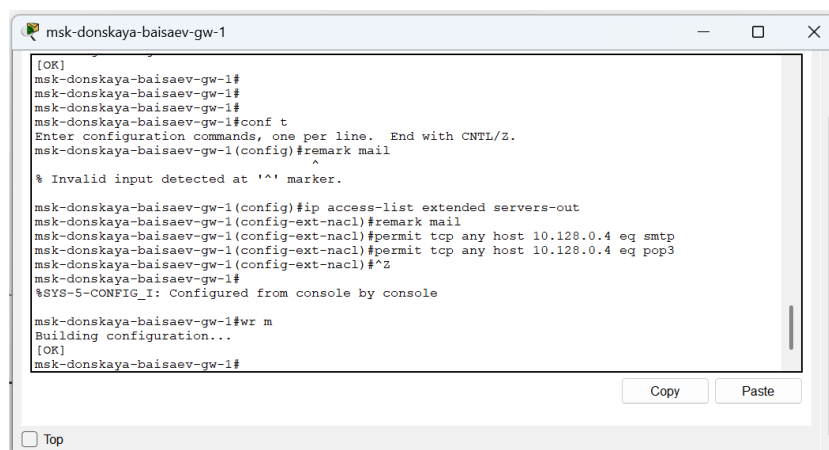 msk-donskaya-baisaev-gw-1
[OK]
msk-donskaya-baisaev-gw-1#
msk-donskaya-baisaev-gw-1#
msk-donskaya-baisaev-gw-1#
msk-donskaya-baisaev-gw-1#conf t
Enter configuration commands, one per line.  End with CNTL/Z.
msk-donskaya-baisaev-gw-1(config)#remark mail
^
% Invalid input detected at '^' marker.
msk-donskaya-baisaev-gw-1(config)#ip access-list extended servers-out
msk-donskaya-baisaev-gw-1(config-ext-nacl)#remark mail
msk-donskaya-baisaev-gw-1(config-ext-nacl)#permit tcp any host 10.128.0.4 eq smtp
msk-donskaya-baisaev-gw-1(config-ext-nacl)#permit tcp any host 10.128.0.4 eq pop3
msk-donskaya-baisaev-gw-1(config-ext-nacl)#^Z
msk-donskaya-baisaev-gw-1#
%SYS-5-CONFIG_I: Configured from console by console
msk-donskaya-baisaev-gw-1#wr m
Building configuration...
[OK]
msk-donskaya-baisaev-gw-1#
Copy Paste
Top